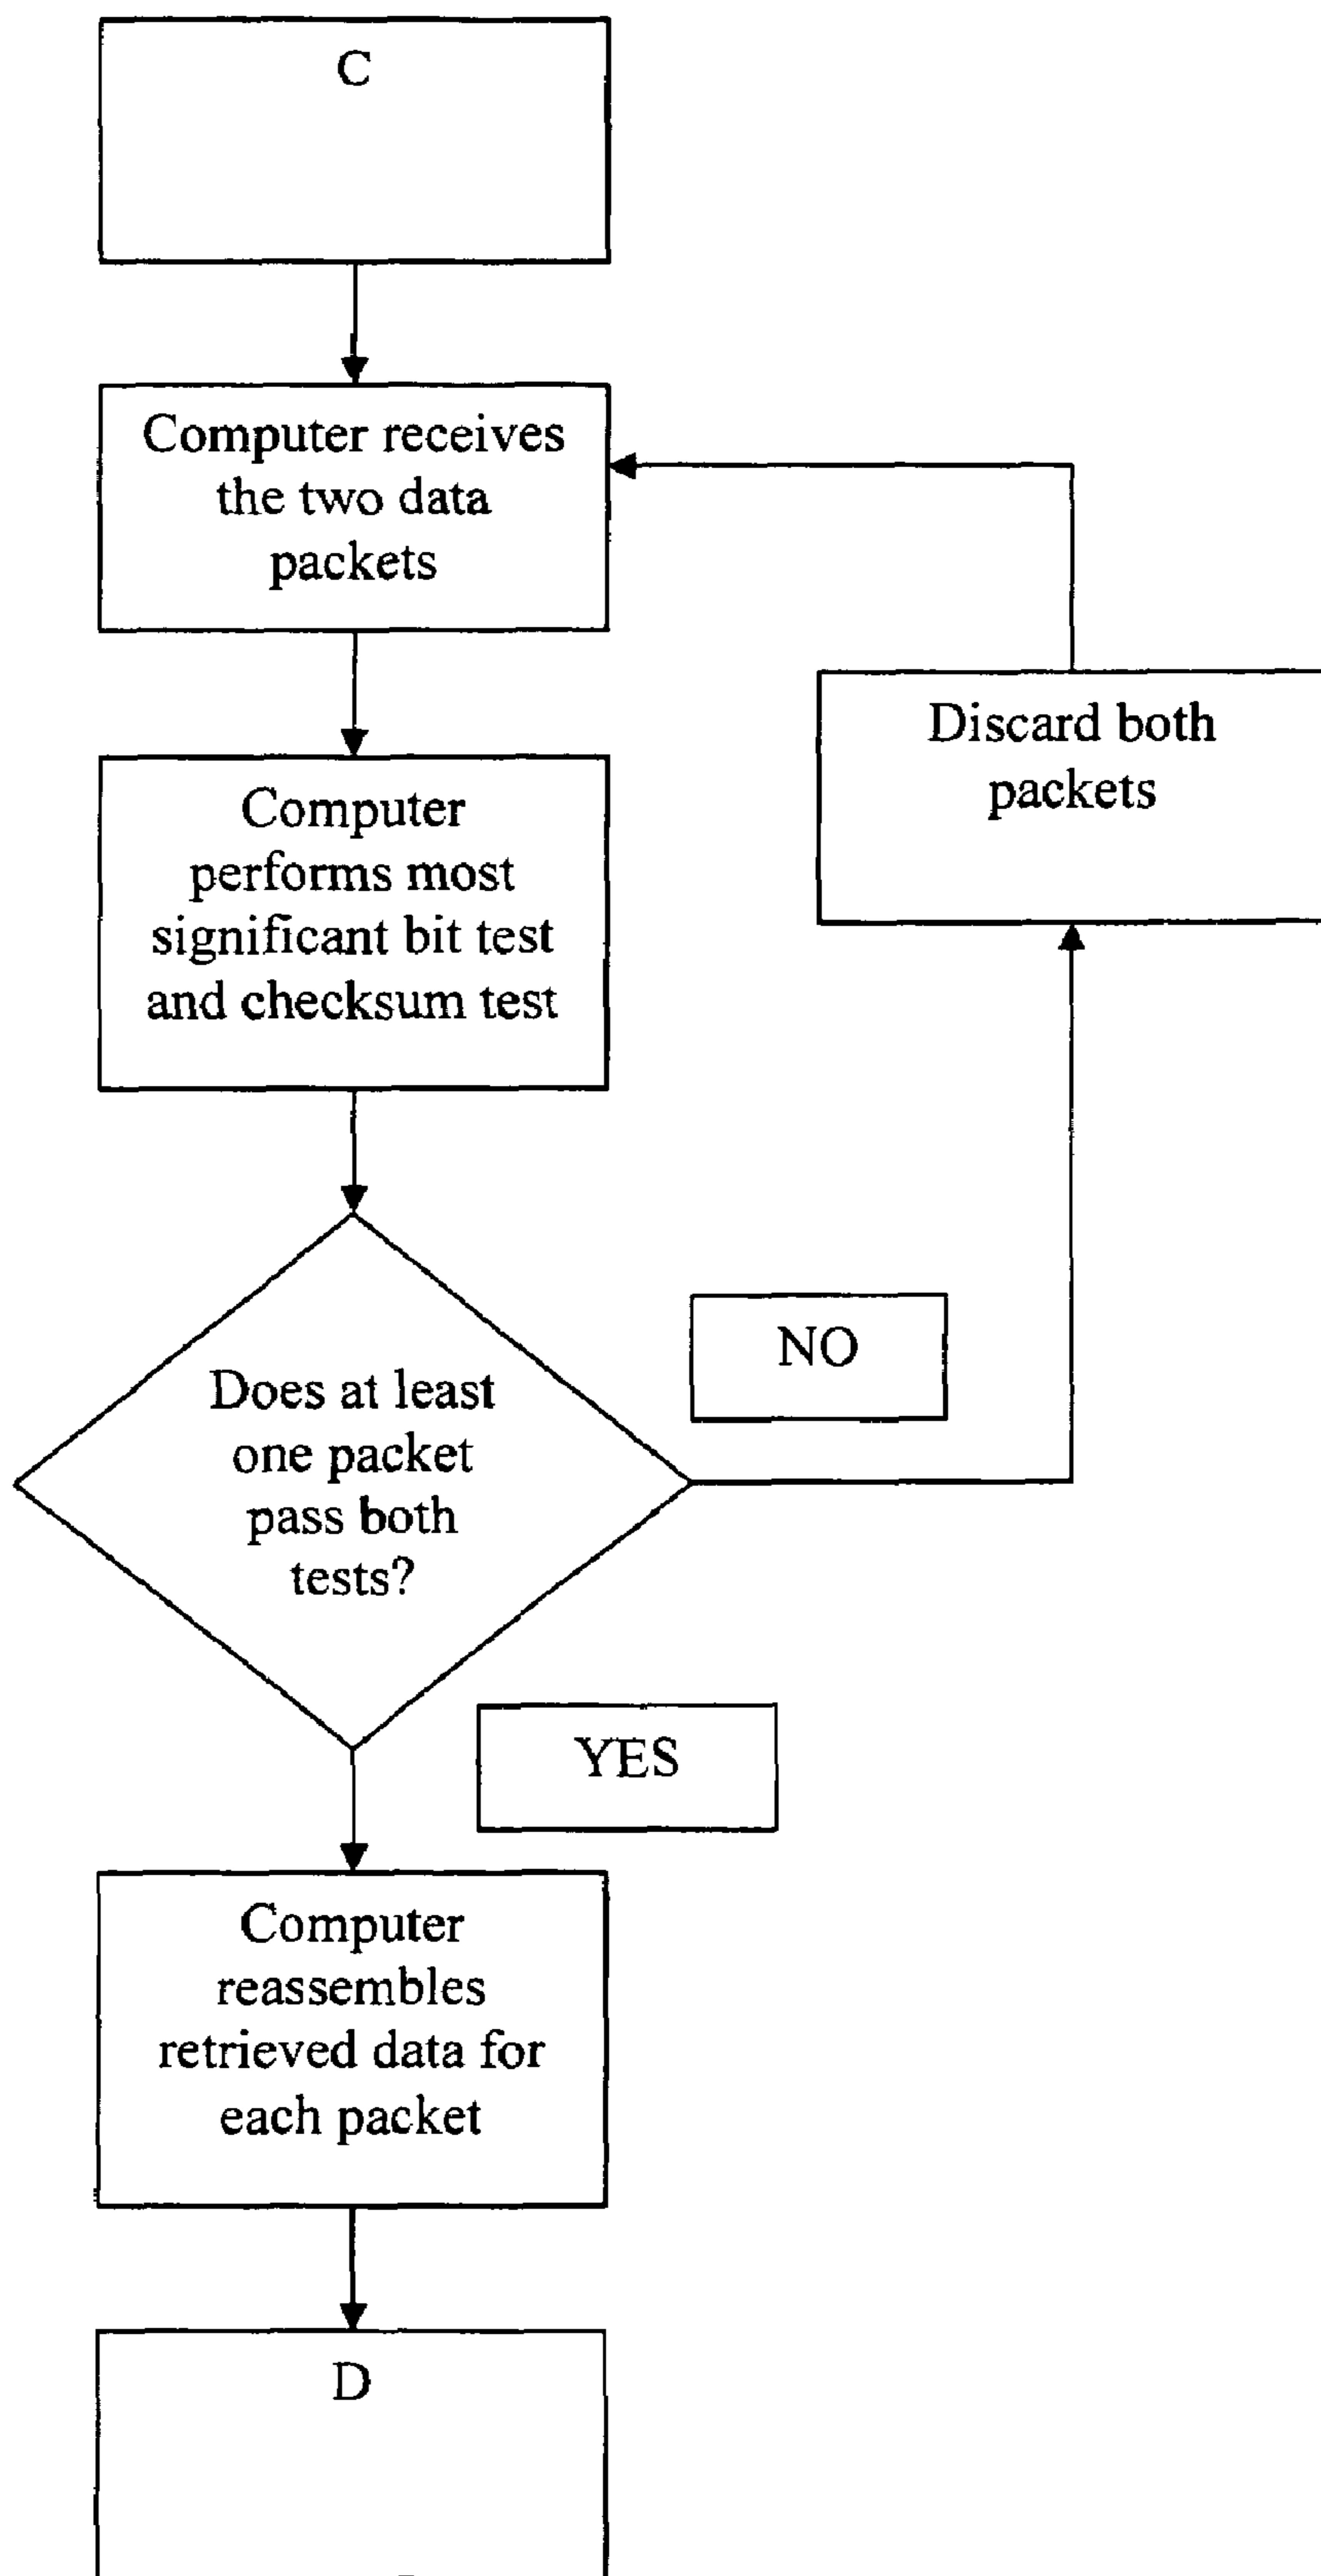 C
Computer receives
the two data
packets
Discard both
packets
Computer
performs most
significant bit test
and checksum test
NO
Does at least
one packet
pass both
tests?
YES
Computer
reassembles
retrieved data for
each packet
D